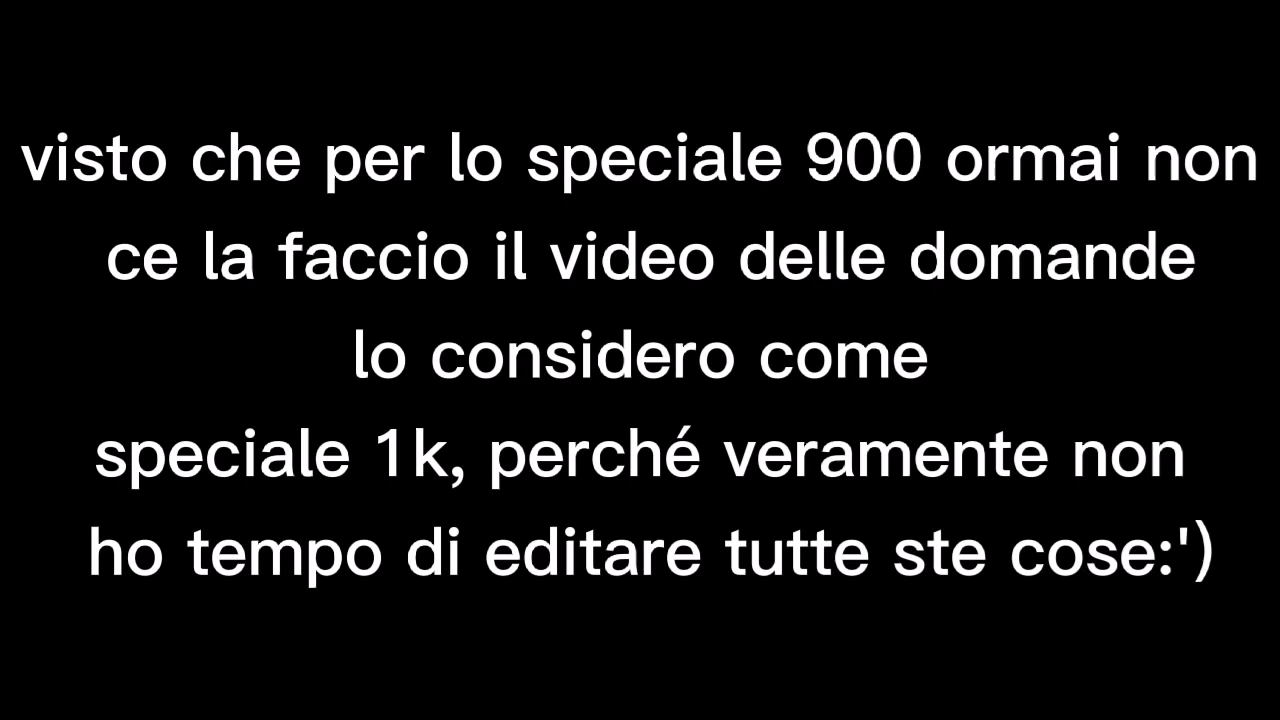 visto che per lo speciale 900 ormai non
ce la faccio il video delle domande
lo considero come
speciale 1k, perché veramente non
ho tempo di editare tutte ste cose:')